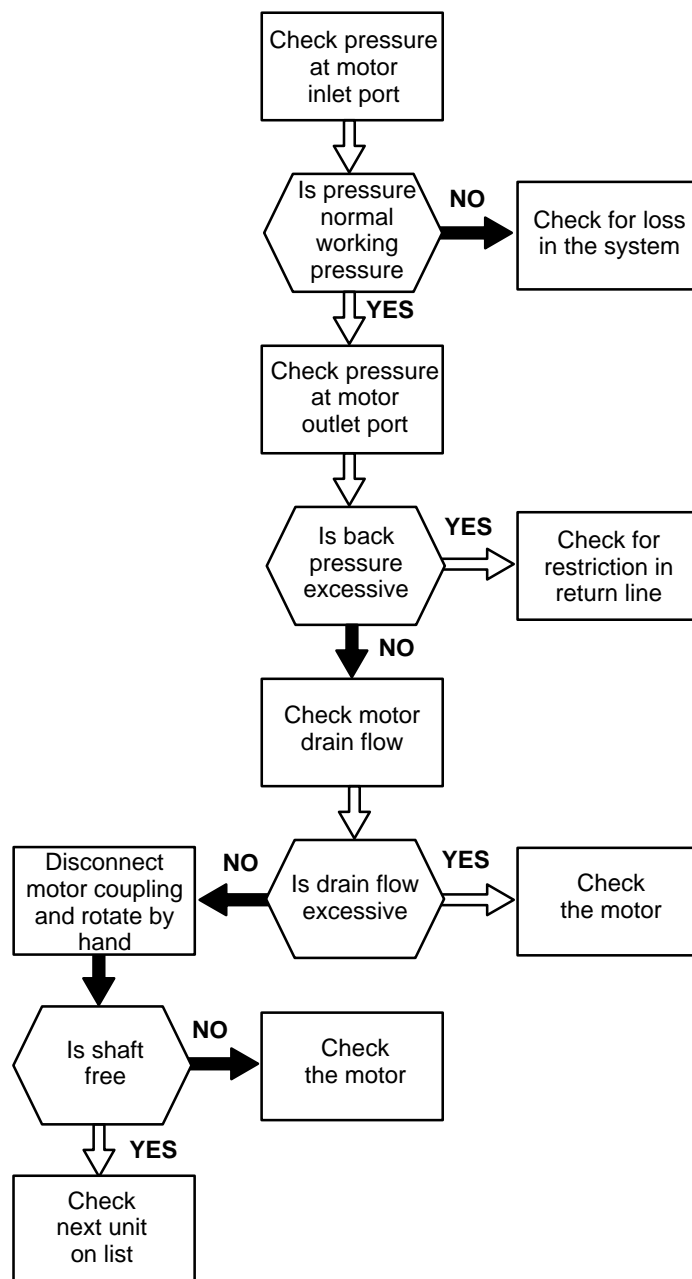 Check pressure
at motor
inlet port
Is pressure
normal
working
pressure
NO
Check for loss
in the system
YES
Check pressure
at motor
outlet port
Is back
pressure
excessive
YES
Check for
restriction in
return line
NO
Check motor
drain flow
Is drain flow
excessive
YES
Check
the motor
NO
Disconnect
motor coupling
and rotate by
hand
Is shaft
free
NO
Check
the motor
YES
Check
next unit
on list